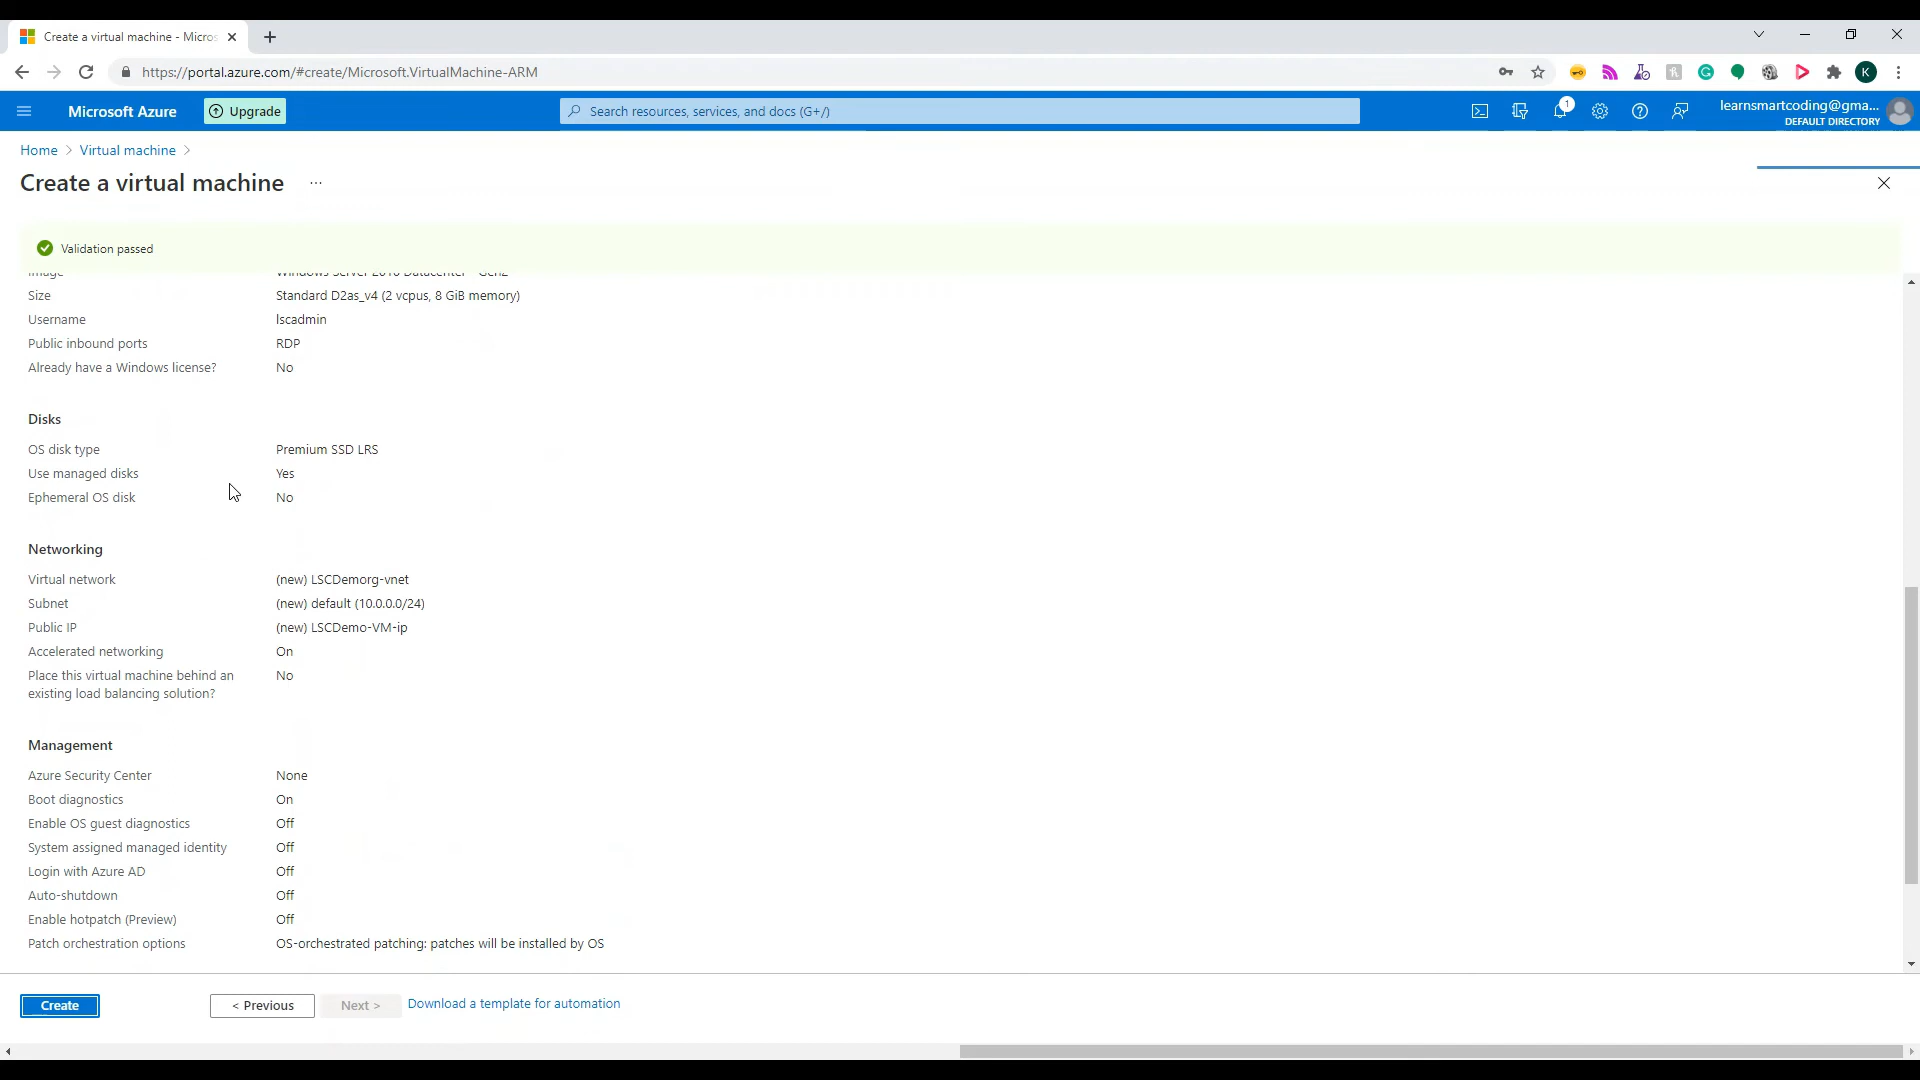 Create a virtual machine - Micros
https://portal.azure.com/#create/Microsoft.VirtualMachine-ARM
K
Microsoft Azure
Upgrade
Search resources, services, and docs (G+/)
1
learnsmartcoding@gma...
DEFAULT DIRECTORY
Home > Virtual machine >
Create a virtual machine ...
Validation passed
Image Windows Server 2016 Datacenter - Gen2
Size Standard D2as_v4 (2 vcpus, 8 GiB memory)
Username lscadmin
Public inbound ports RDP
Already have a Windows license? No
Disks
OS disk type Premium SSD LRS
Use managed disks Yes
Ephemeral OS disk No
Networking
Virtual network (new) LSCDemorg-vnet
Subnet (new) default (10.0.0.0/24)
Public IP (new) LSCDemo-VM-ip
Accelerated networking On
Place this virtual machine behind an No
existing load balancing solution?
Management
Azure Security Center None
Boot diagnostics On
Enable OS guest diagnostics Off
System assigned managed identity Off
Login with Azure AD Off
Auto-shutdown Off
Enable hotpatch (Preview) Off
Patch orchestration options OS-orchestrated patching: patches will be installed by OS
Create < Previous Next > Download a template for automation